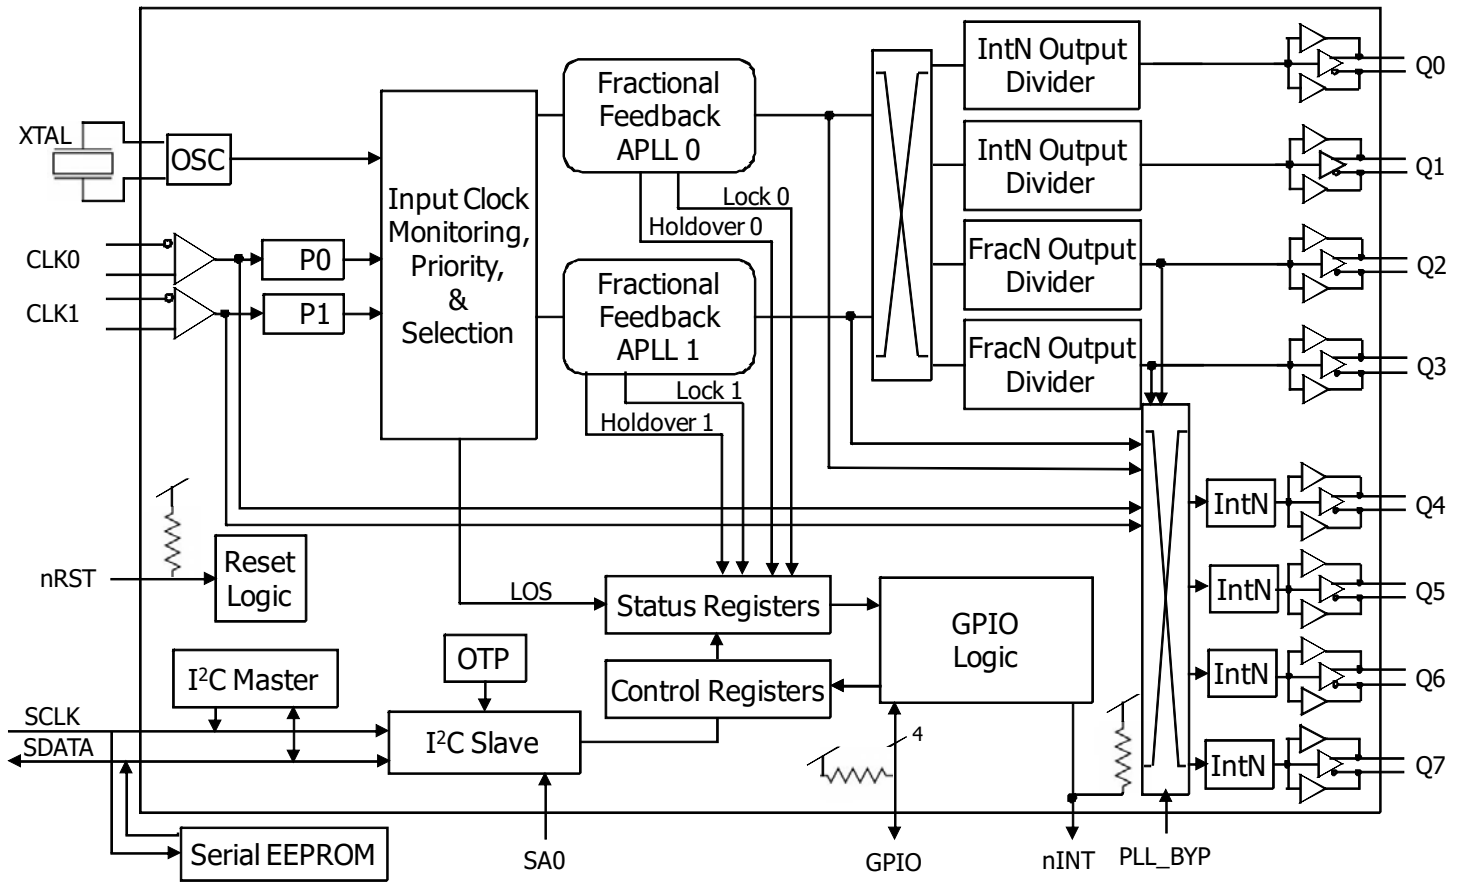 IntN Output
Divider
Q0
Fractional
Feedback
APLL 0
XTAL
OSC
IntN Output
Divider
Q1
Input Clock
Monitoring,
Priority,
&
Selection
Lock 0
Holdover 0
CLK0
P0
FracN Output
Divider
Q2
CLK1
P1
Fractional
Feedback
APLL 1
FracN Output
Divider
Q3
Lock 1
Holdover 1
IntN
Q4
nRST
Reset
Logic
LOS
Status Registers
GPIO
Logic
IntN
Q5
OTP
I²C Master
Control Registers
IntN
Q6
SCLK
SDATA
I²C Slave
4
IntN
Q7
Serial EEPROM
SA0
GPIO
nINT
PLL_BYP